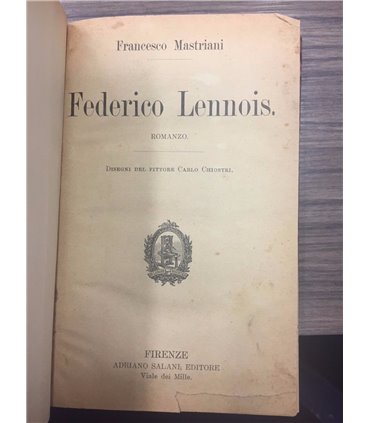 Francesco Mastriani
Federico Lennois.
ROMANZO.
DISEGNI DEL PITTORE CARLO CHIOSTRI.
FIRENZE
ADRIANO SALANI, EDITORE
Viale dei Mille.